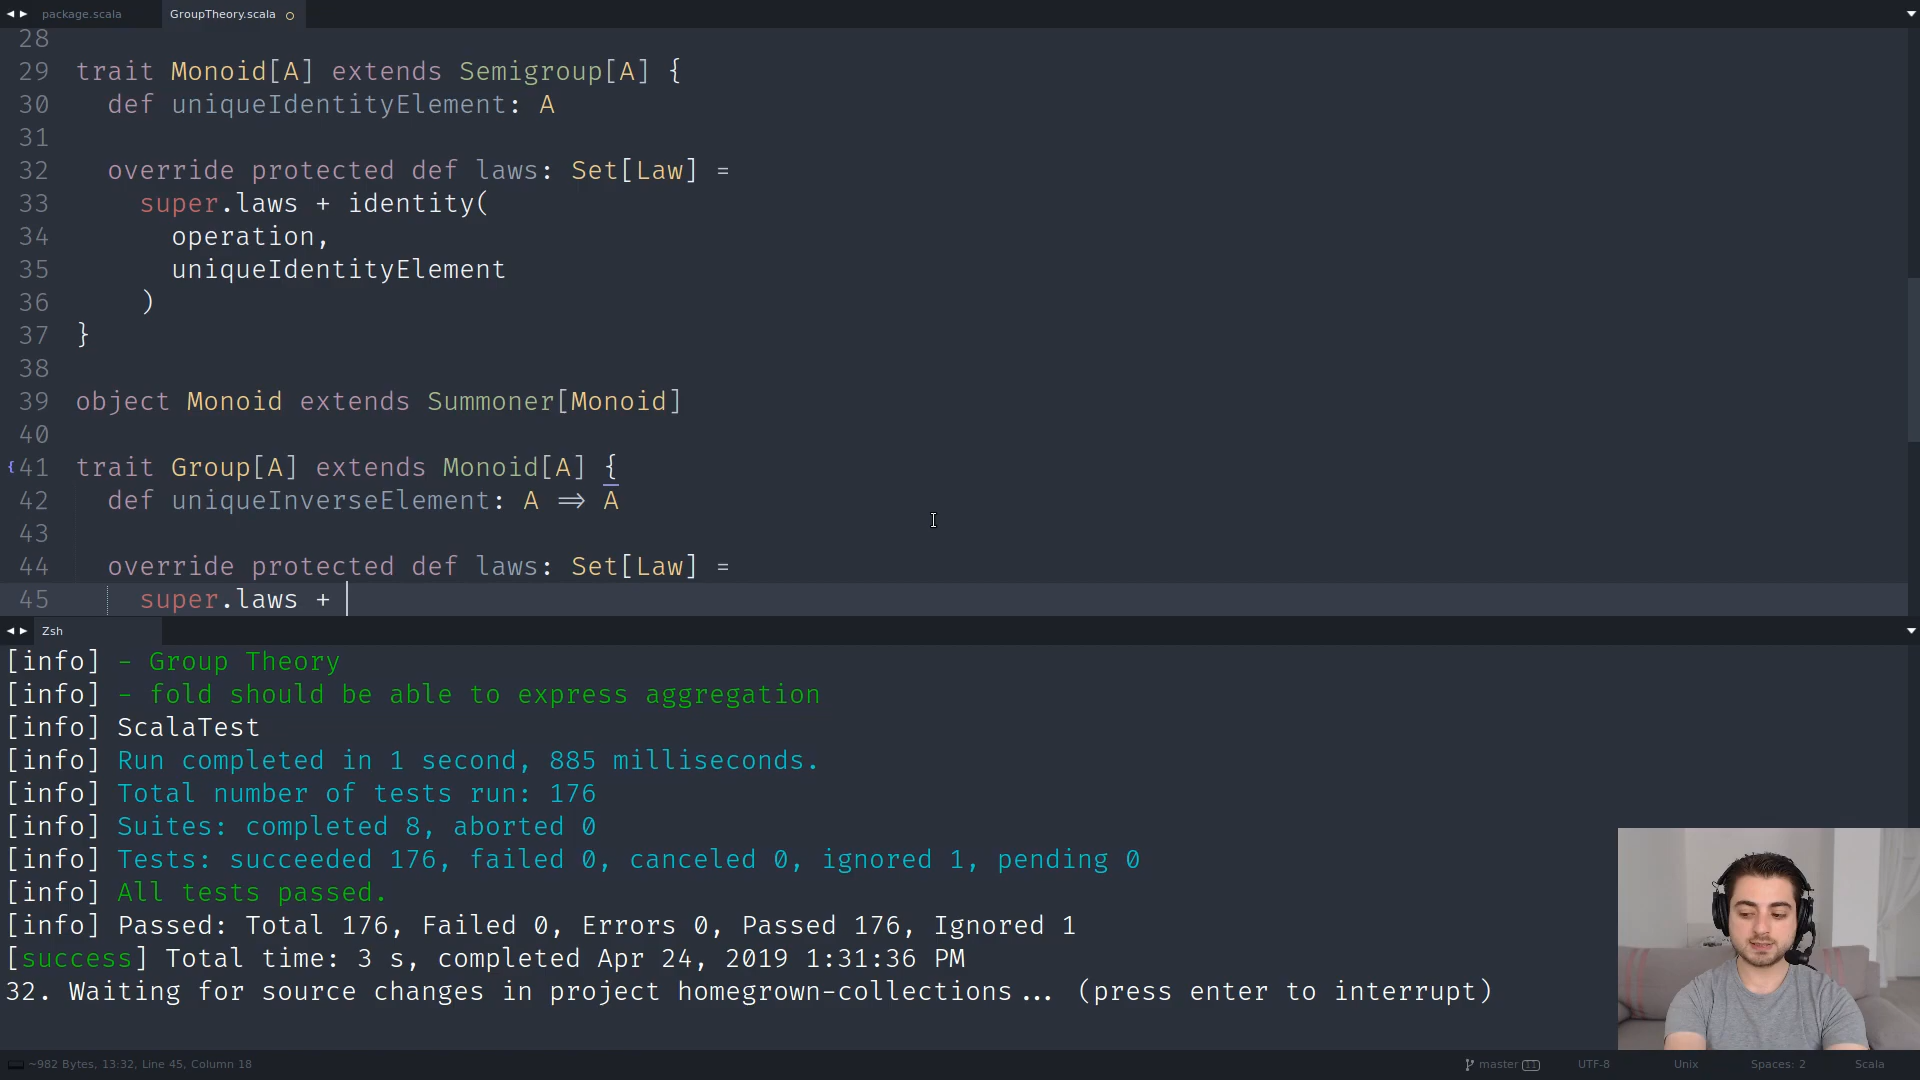 package.scala
GroupTheory.scala
28
29 trait Monoid[A] extends Semigroup[A] {
30 def uniqueIdentityElement: A
31
32 override protected def laws: Set[Law] =
33 super.laws + identity(
34 operation,
35 uniqueIdentityElement
36 )
37 }
38
39 object Monoid extends Summoner[Monoid]
40
41 trait Group[A] extends Monoid[A] {
42 def uniqueInverseElement: A ⇒ A
43
44 override protected def laws: Set[Law] =
45 super.laws +
Zsh
[info] - Group Theory
[info] - fold should be able to express aggregation
[info] ScalaTest
[info] Run completed in 1 second, 885 milliseconds.
[info] Total number of tests run: 176
[info] Suites: completed 8, aborted 0
[info] Tests: succeeded 176, failed 0, canceled 0, ignored 1, pending 0
[info] All tests passed.
[info] Passed: Total 176, Failed 0, Errors 0, Passed 176, Ignored 1
[success] Total time: 3 s, completed Apr 24, 2019 1:31:36 PM
32. Waiting for source changes in project homegrown-collections... (press enter to interrupt)
~982 Bytes, 13:32, Line 45, Column 18
master 11
UTF-8
Unix
Spaces: 2
Scala